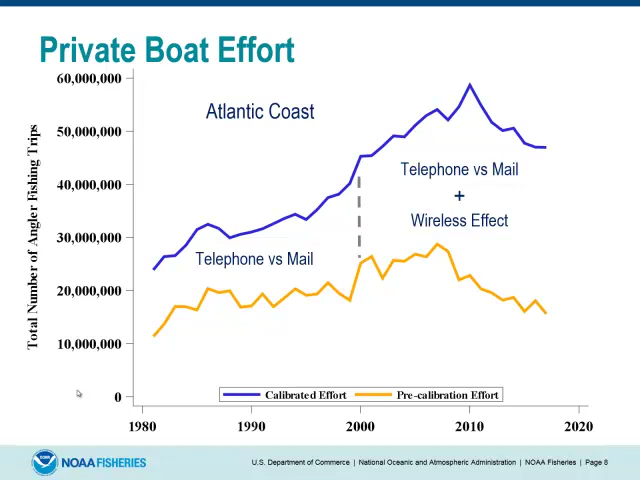 Private Boat Effort
60,000,000
Atlantic Coast
50,000,000
Telephone vs Mail
+
Wireless Effect
40,000,000
30,000,000
Telephone vs Mail
20,000,000
10,000,000
0
Total Number of Angler Fishing Trips
Calibrated Effort Pre-calibration Effort
1980 1990 2000 2010 2020
NOAA FISHERIES
U.S. Department of Commerce | National Oceanic and Atmospheric Administration | NOAA Fisheries | Page 8